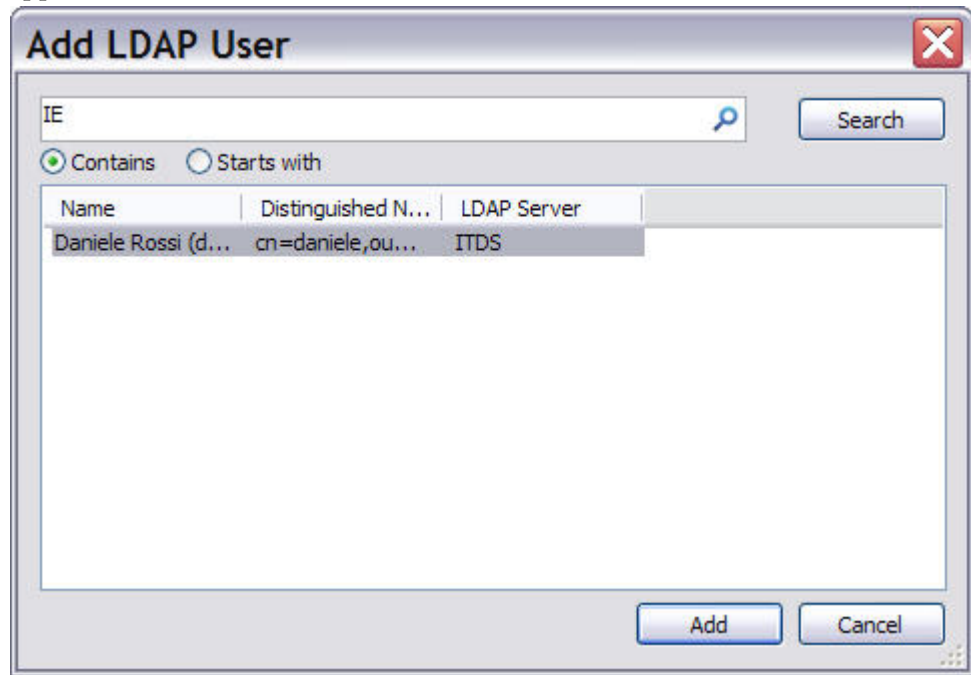 Add LDAP User
IE
Search
Contains Starts with
Name Distinguished N... LDAP Server
Daniele Rossi (d... cn=daniele,ou... ITDS
Add Cancel